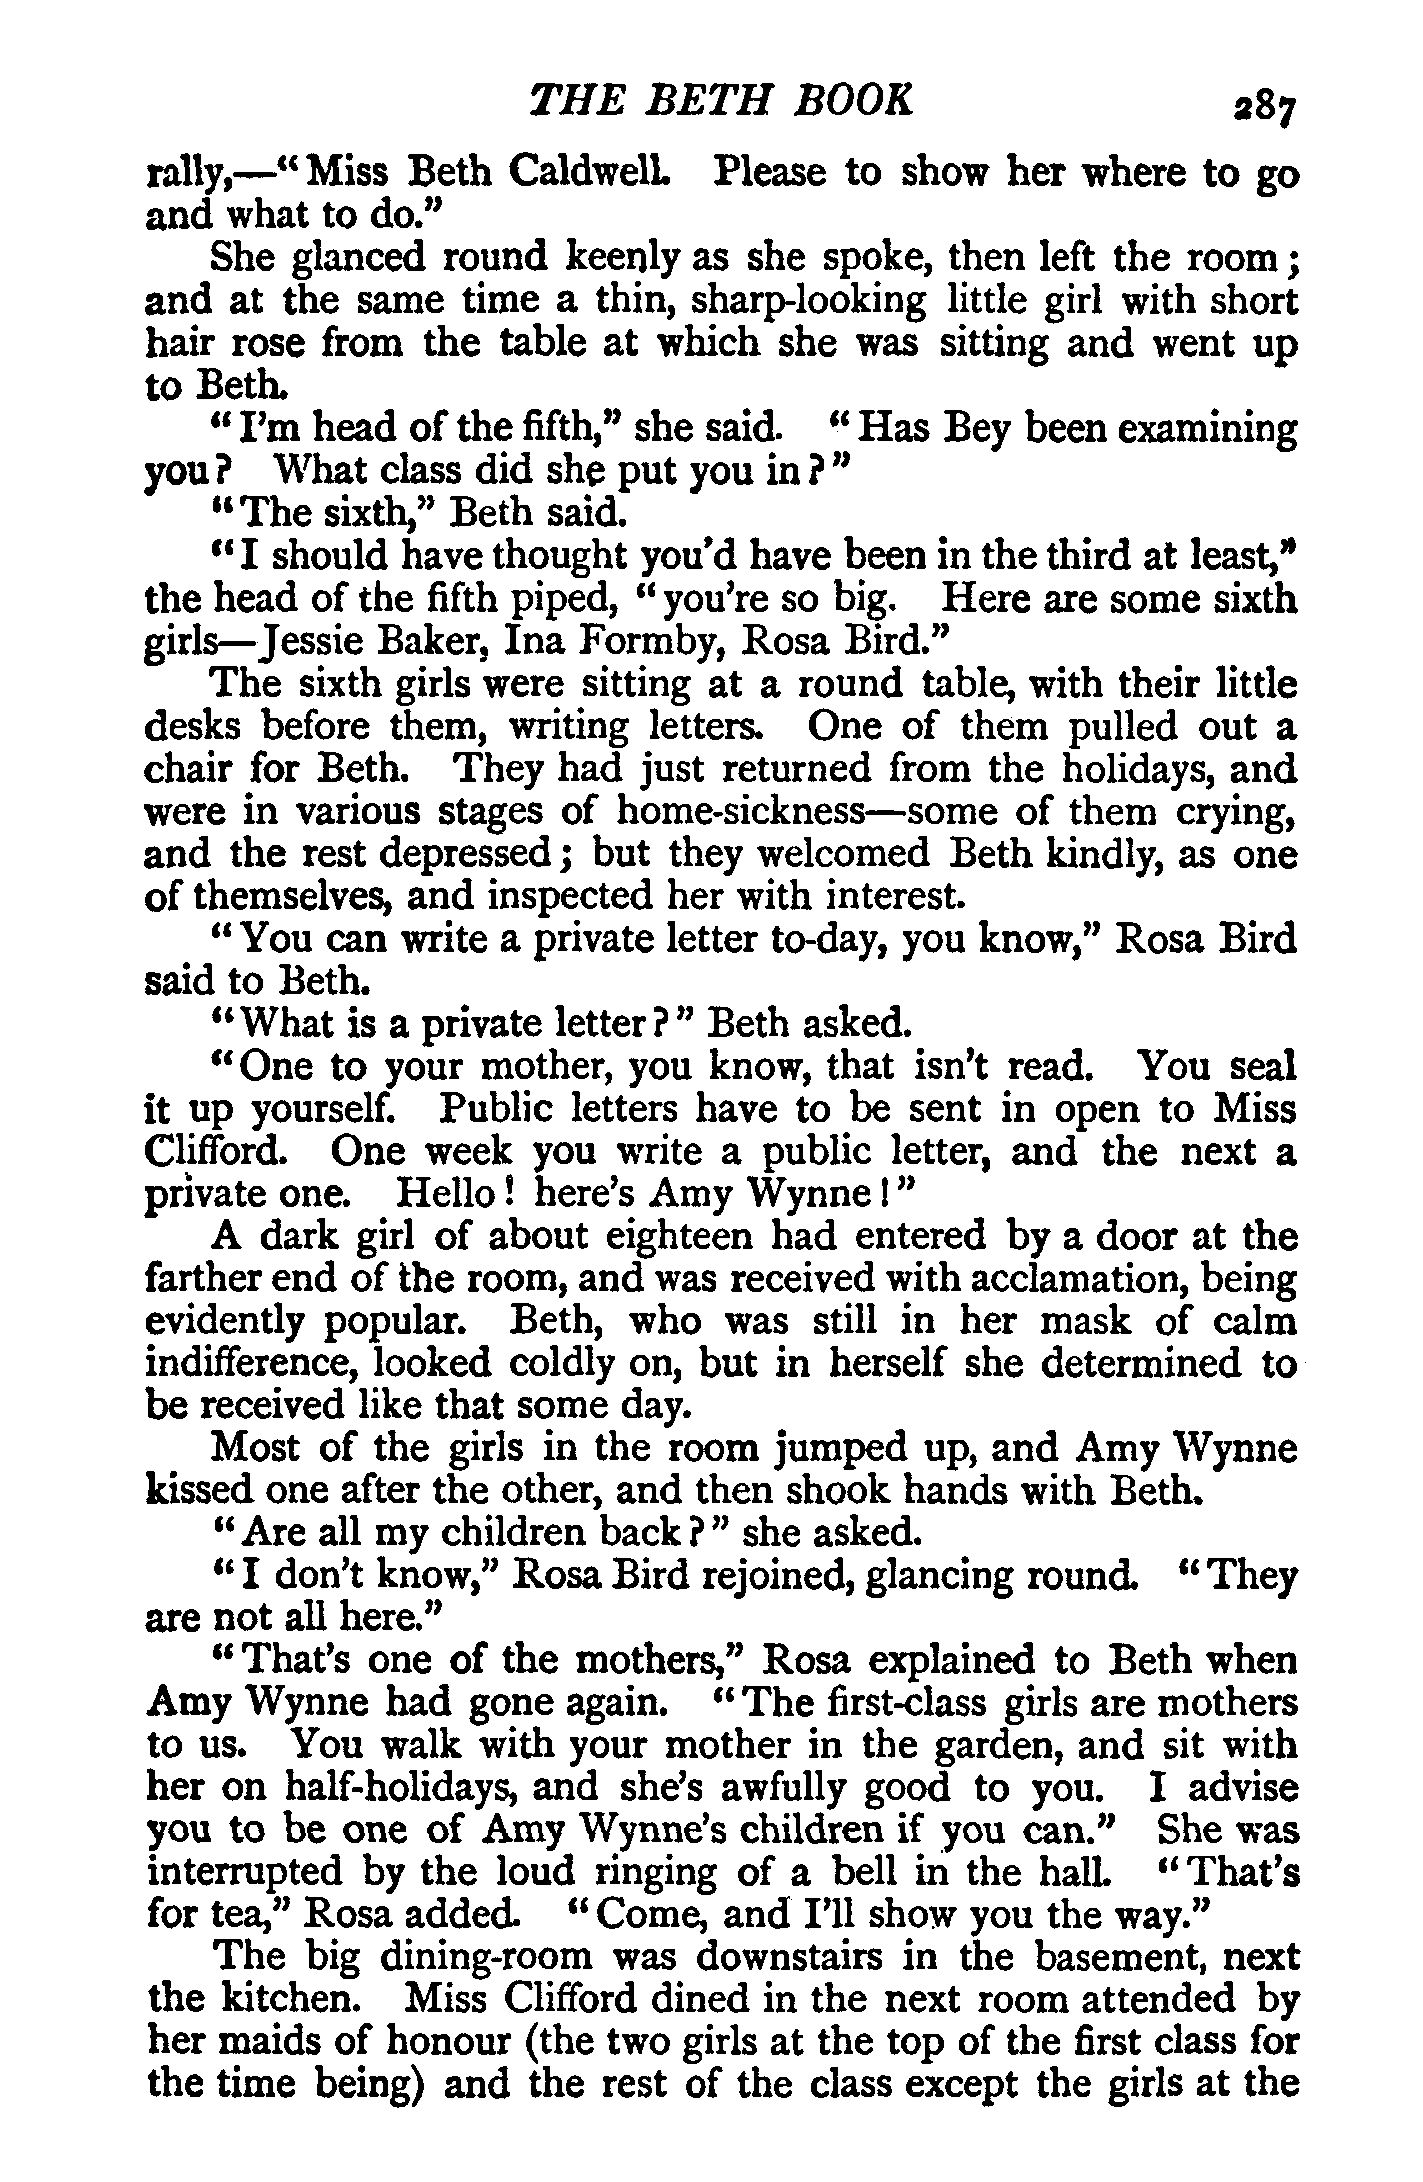 THE BETH BOOK 287
rally,—“Miss Beth Caldwell. Please to show her where to go
and what to do.”
She glanced round keenly as she spoke, then left the room;
and at the same time a thin, sharp-looking little girl with short
hair rose from the table at which she was sitting and went up
to Beth.
“I’m head of the fifth,” she said. “Has Bey been examining
you? What class did she put you in?”
“The sixth,” Beth said.
“I should have thought you’d have been in the third at least,”
the head of the fifth piped, “you’re so big. Here are some sixth
girls—Jessie Baker, Ina Formby, Rosa Bird.”
The sixth girls were sitting at a round table, with their little
desks before them, writing letters. One of them pulled out a
chair for Beth. They had just returned from the holidays, and
were in various stages of home-sickness—some of them crying,
and the rest depressed; but they welcomed Beth kindly, as one
of themselves, and inspected her with interest.
“You can write a private letter to-day, you know,” Rosa Bird
said to Beth.
“What is a private letter?” Beth asked.
“One to your mother, you know, that isn’t read. You seal
it up yourself. Public letters have to be sent in open to Miss
Clifford. One week you write a public letter, and the next a
private one. Hello! here’s Amy Wynne!”
A dark girl of about eighteen had entered by a door at the
farther end of the room, and was received with acclamation, being
evidently popular. Beth, who was still in her mask of calm
indifference, looked coldly on, but in herself she determined to
be received like that some day.
Most of the girls in the room jumped up, and Amy Wynne
kissed one after the other, and then shook hands with Beth.
“Are all my children back?” she asked.
“I don’t know,” Rosa Bird rejoined, glancing round. “They
are not all here.”
“That’s one of the mothers,” Rosa explained to Beth when
Amy Wynne had gone again. “The first-class girls are mothers
to us. You walk with your mother in the garden, and sit with
her on half-holidays, and she’s awfully good to you. I advise
you to be one of Amy Wynne’s children if you can.” She was
interrupted by the loud ringing of a bell in the hall. “That’s
for tea,” Rosa added. “Come, and I’ll show you the way.”
The big dining-room was downstairs in the basement, next
the kitchen. Miss Clifford dined in the next room attended by
her maids of honour (the two girls at the top of the first class for
the time being) and the rest of the class except the girls at the